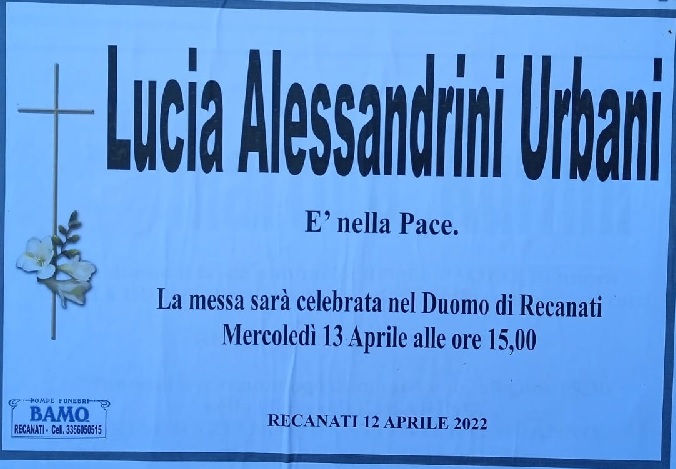 Lucia Alessandrini Urbani
E' nella Pace.
La messa sarà celebrata nel Duomo di Recanati
Mercoledì 13 Aprile alle ore 15,00
POMPE FUNEBRI
BAMO
RECANATI - Cell. 3356050515
RECANATI 12 APRILE 2022